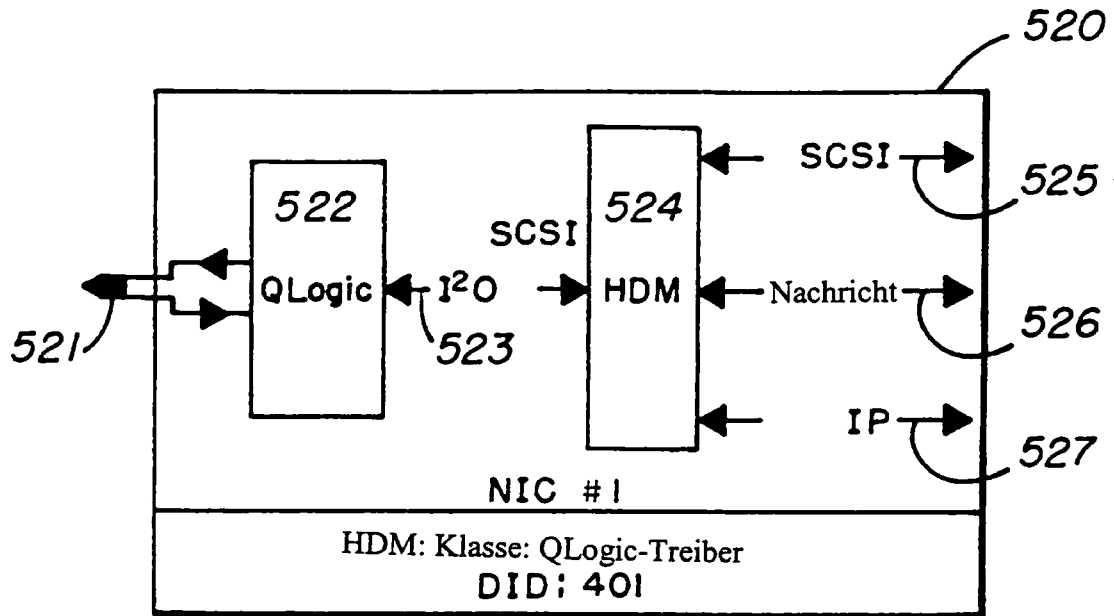 520
SCSI
525
522
524
SCSI
QLogic
I²O
HDM
Nachricht
521
523
526
IP
527
NIC #1
HDM: Klasse: QLogic-Treiber
DID: 401